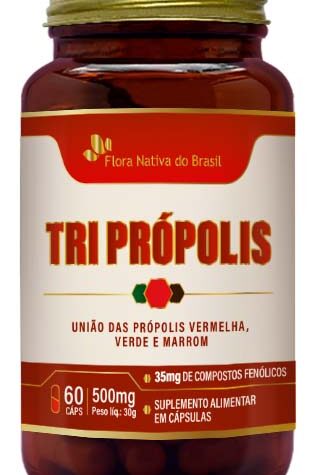 Flora Nativa do Brasil
TRI PRÓPOLIS
UNIÃO DAS PRÓPOLIS VERMELHA,
VERDE E MARROM
35mg DE COMPOSTOS FENÓLICOS
60
CÁPS
500mg
Peso líq.: 30g
SUPLEMENTO ALIMENTAR
EM CÁPSULAS